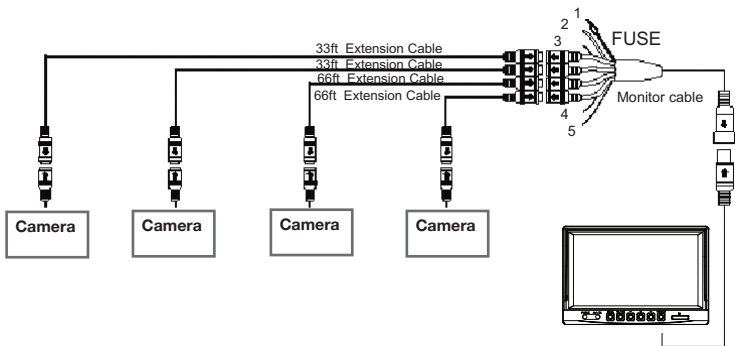 1
2
FUSE
3
33ft Extension Cable
33ft Extension Cable
66ft Extension Cable
66ft Extension Cable
Monitor cable
4
5
Camera
Camera
Camera
Camera